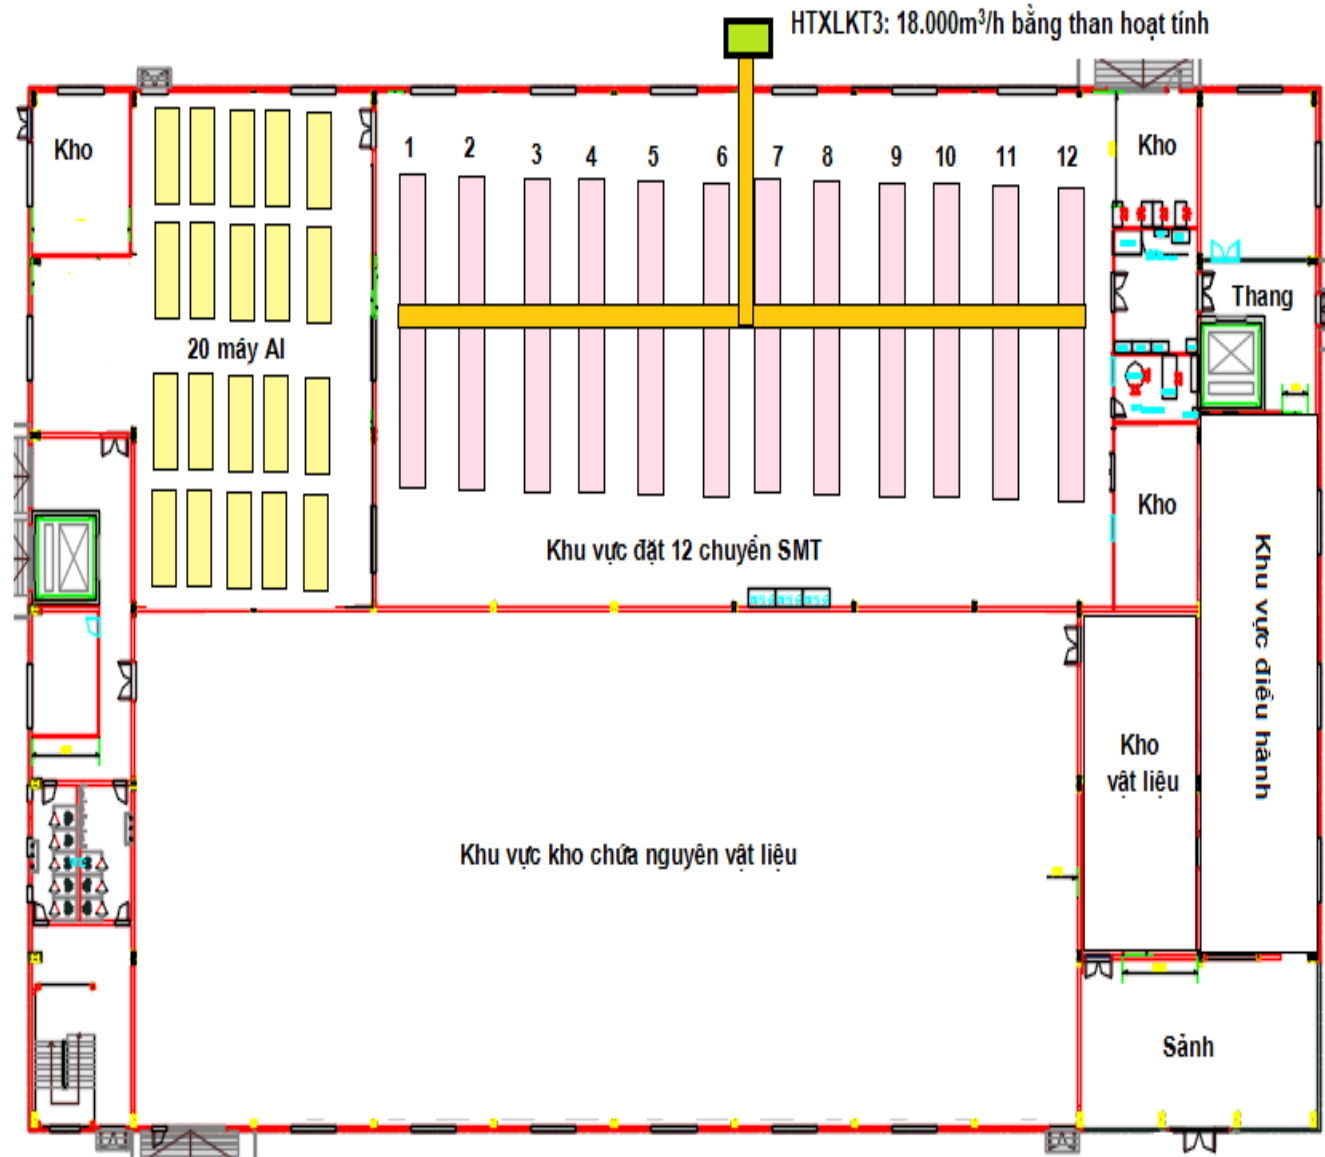 HTXLKT3: 18.000m³/h bằng than hoạt tính
Kho
1 2 3 4 5 6 7 8 9 10 11 12
Kho
Thang
20 máy AI
Kho
Khu vực đặt 12 chuyển SMT
Khu vực điều hành
Kho
vật liệu
Khu vực kho chứa nguyên vật liệu
Sảnh